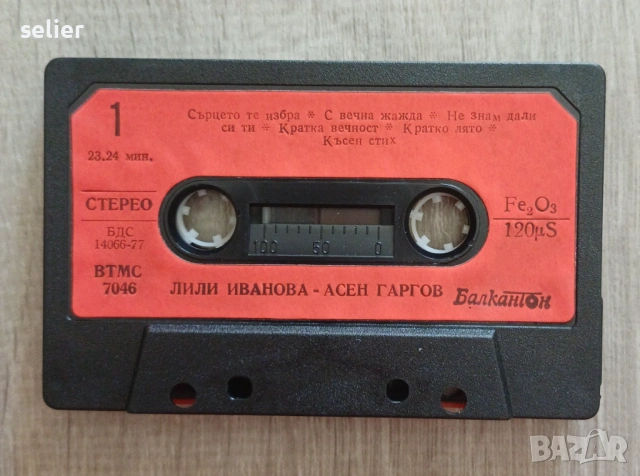 selier
1
Сърцето те избра * С вечна жажда * Не знам дали
си ти * Кратка вечност * Кратко лято *
Късен стих
23.24 мин.
СТЕРЕО
БДС
14066-77
ВТМС
7046
100 50 0
Fe₂O₃
120μS
ЛИЛИ ИВАНОВА - АСЕН ГАРГОВ
Балкантон
BAZAR